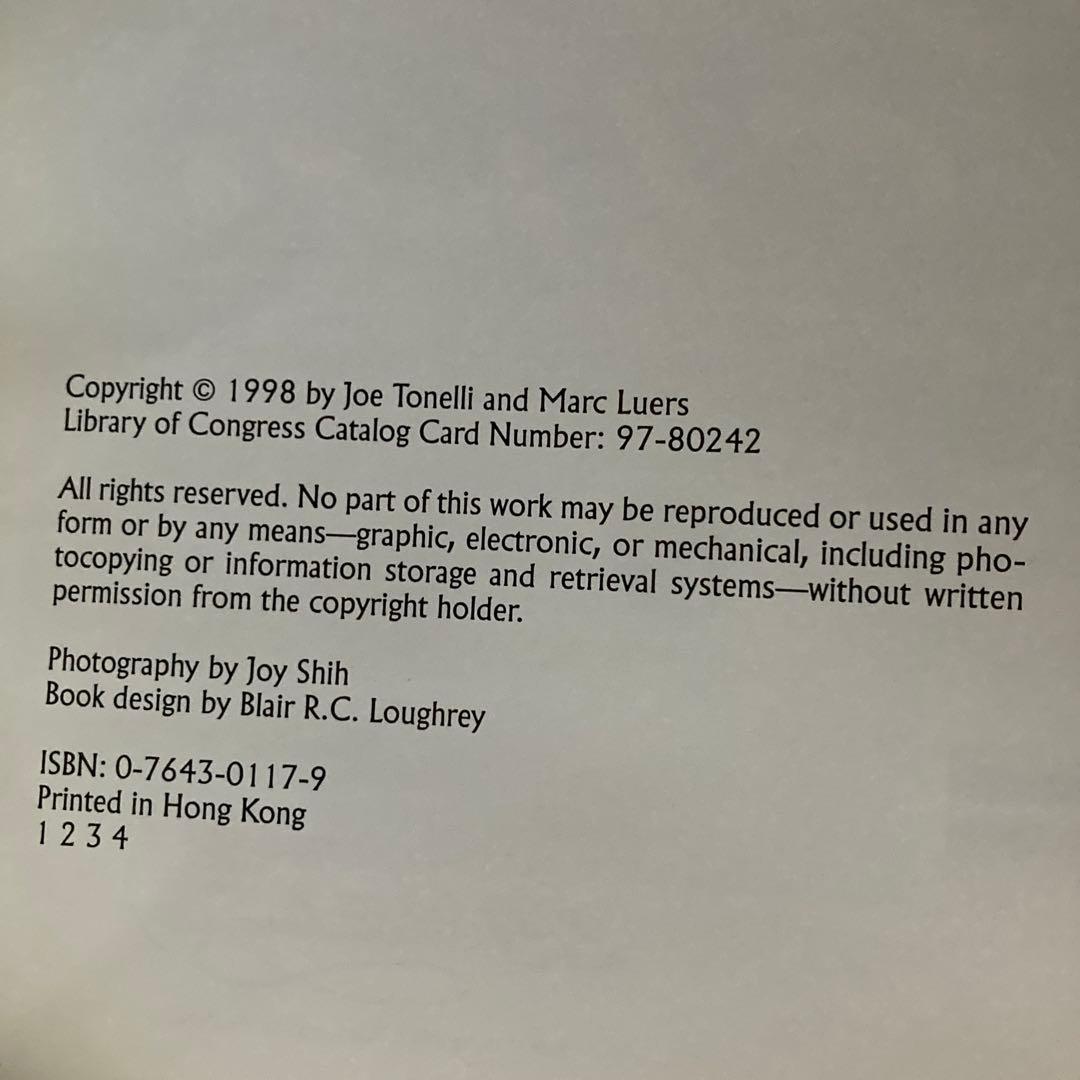 Copyright © 1998 by Joe Tonelli and Marc Luers
Library of Congress Catalog Card Number: 97-80242
All rights reserved. No part of this work may be reproduced or used in any
form or by any means—graphic, electronic, or mechanical, including pho-
tocopying or information storage and retrieval systems—without written
permission from the copyright holder.
Photography by Joy Shih
Book design by Blair R.C. Loughrey
ISBN: 0-7643-0117-9
Printed in Hong Kong
1 2 3 4